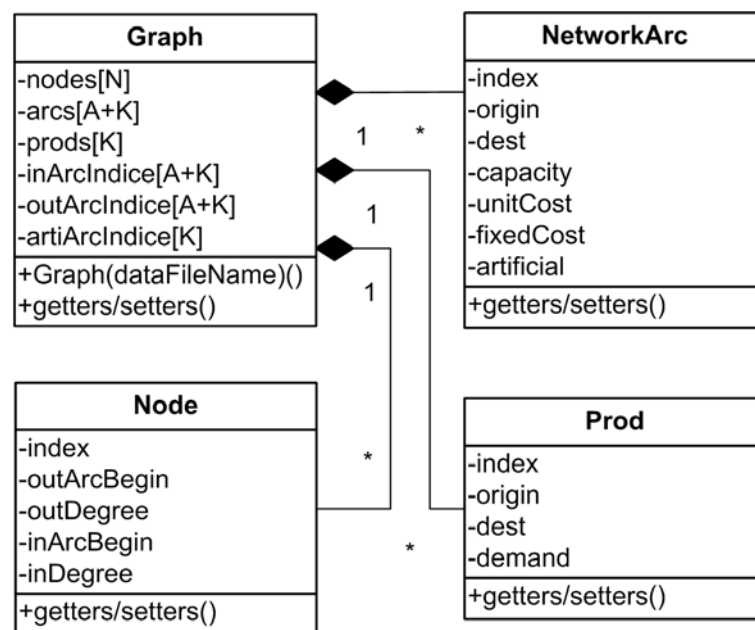 Graph
-nodes[N]
-arcs[A+K]
-prods[K]
-inArcIndice[A+K]
-outArcIndice[A+K]
-artiArcIndice[K]
+Graph(dataFileName)()
+getters/setters()
NetworkArc
-index
-origin
-dest
-capacity
-unitCost
-fixedCost
-artificial
+getters/setters()
1
*
1
1
*
*
Node
-index
-outArcBegin
-outDegree
-inArcBegin
-inDegree
+getters/setters()
Prod
-index
-origin
-dest
-demand
+getters/setters()